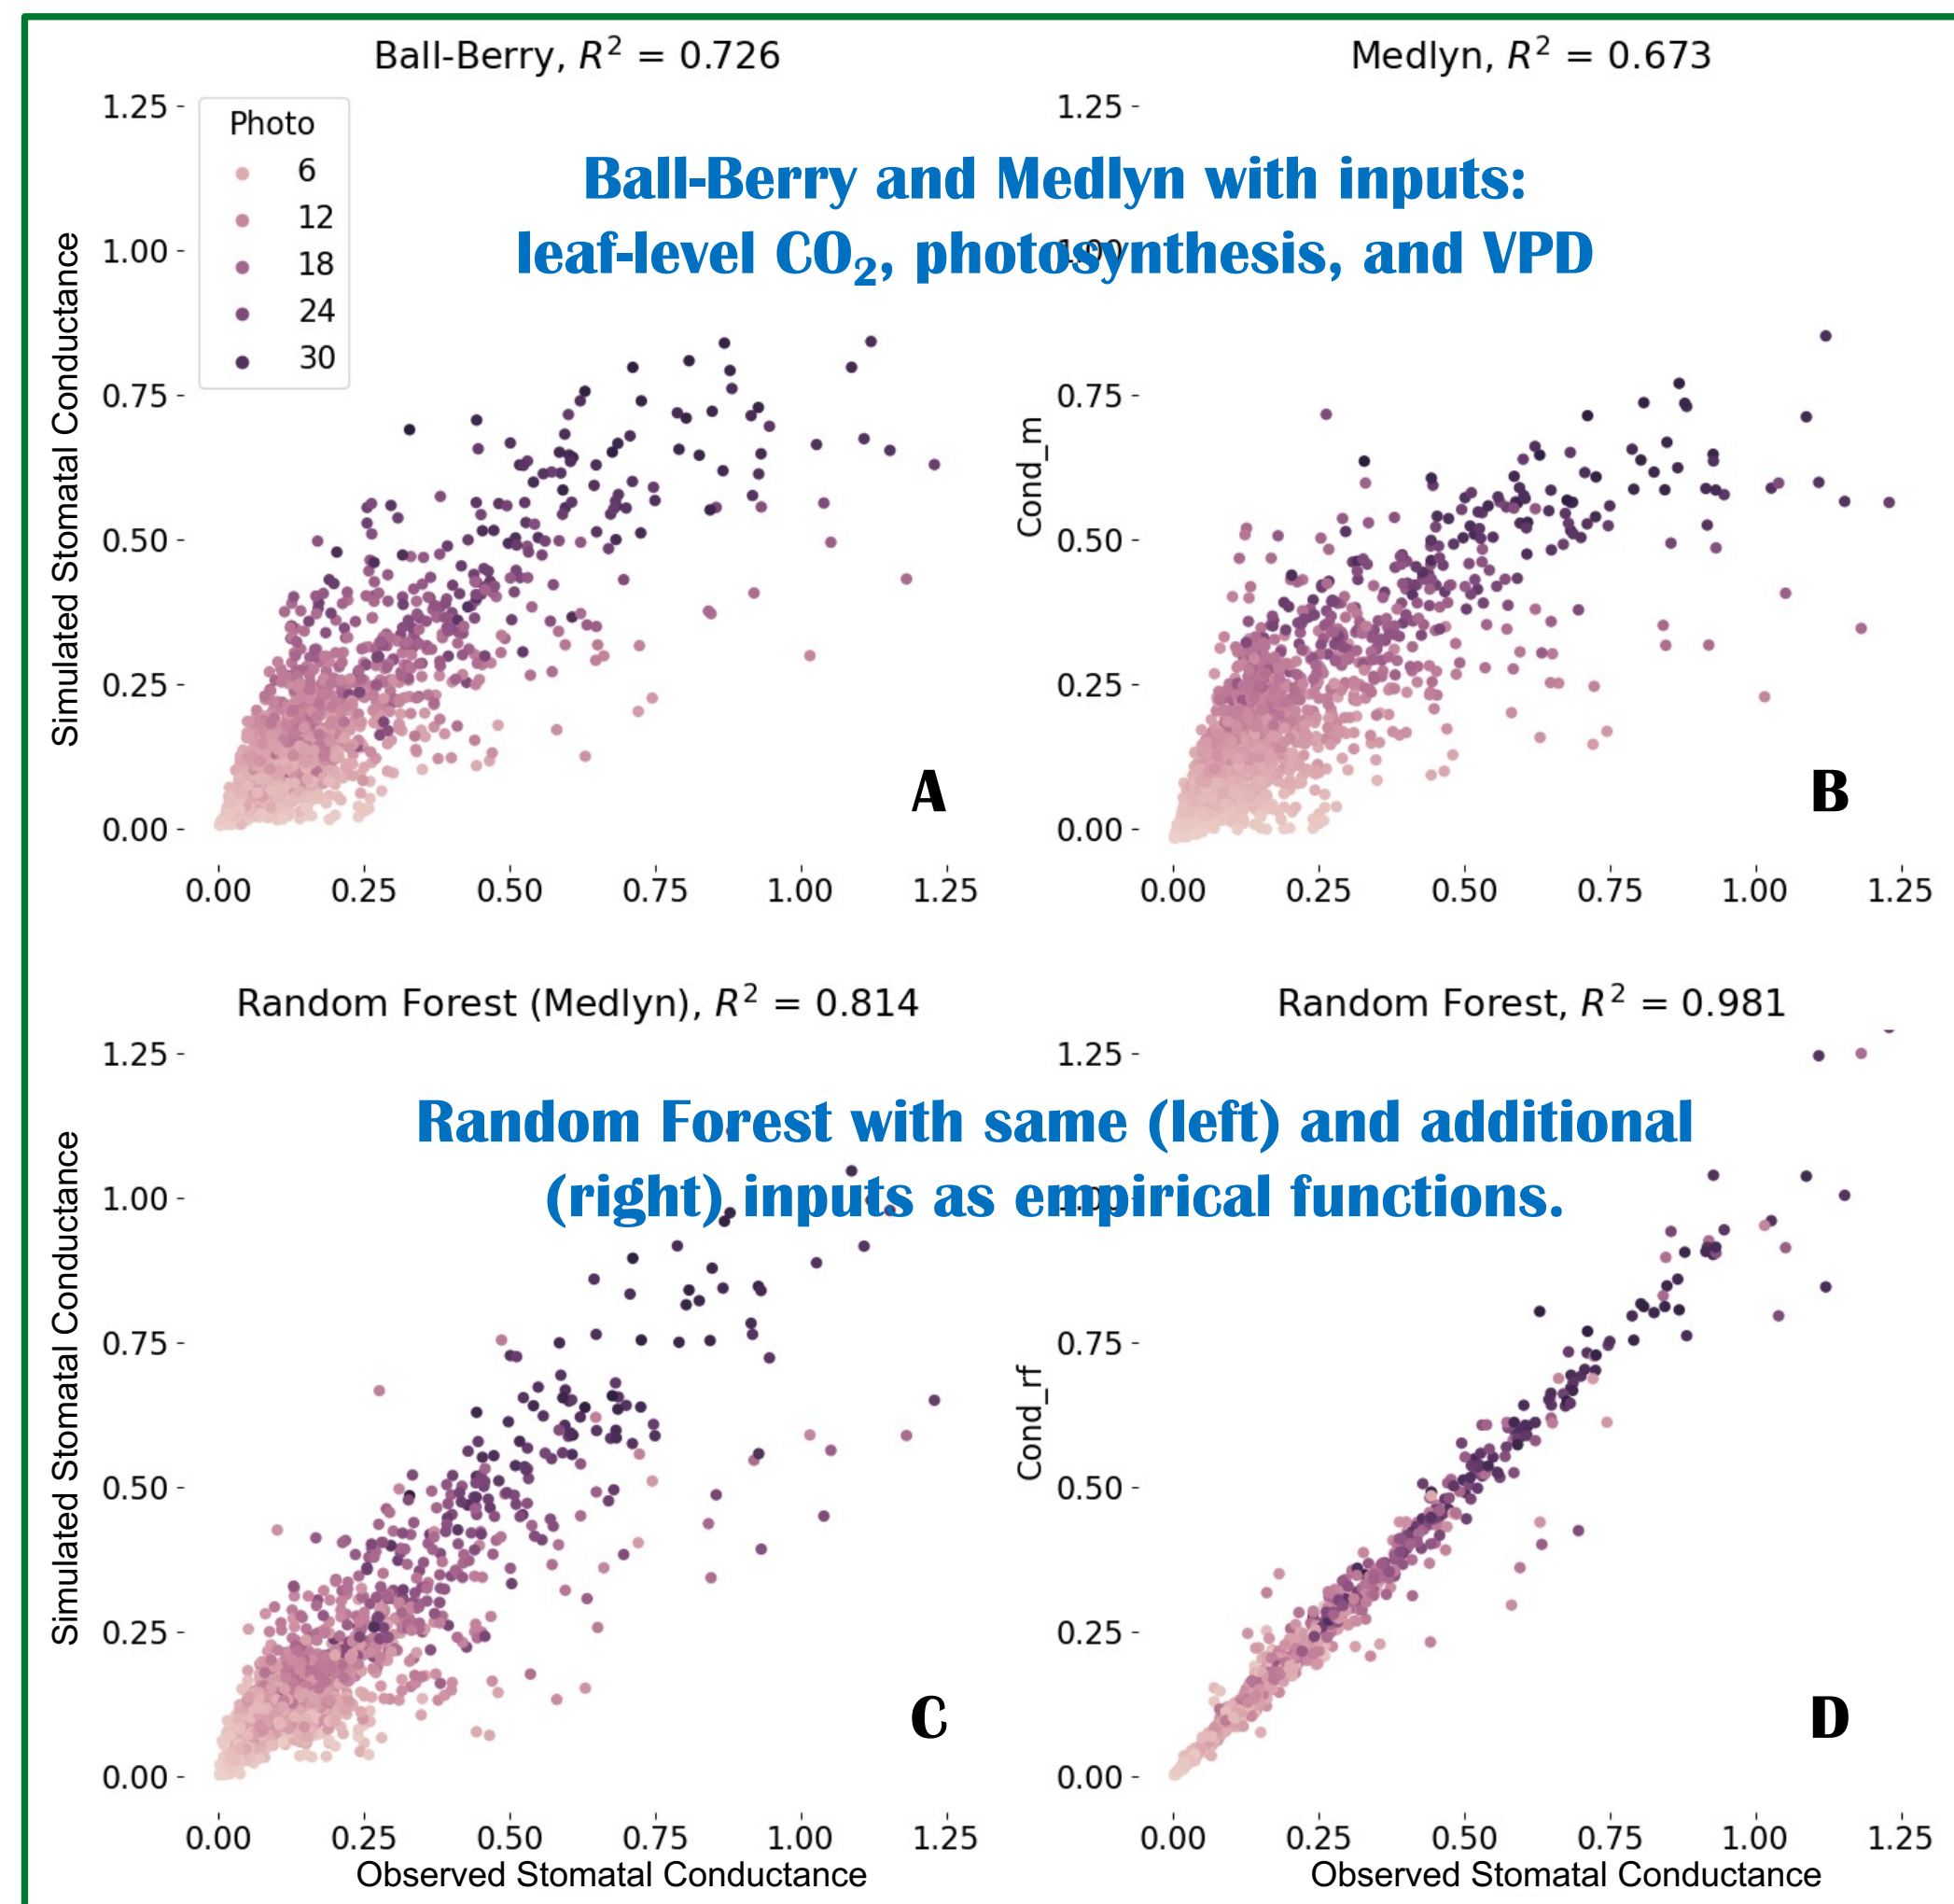 Ball-Berry, R² = 0.726
Medlyn, R² = 0.673
Ball-Berry and Medlyn with inputs:
leaf-level CO₂, photosynthesis, and VPD
Photo
6
12
18
24
30
Simulated Stomatal Conductance
1.25
1.00
0.75
0.50
0.25
0.00
0.00 0.25 0.50 0.75 1.00 1.25
A
Cond_m
1.25
1.00
0.75
0.50
0.25
0.00
0.00 0.25 0.50 0.75 1.00 1.25
B
Random Forest (Medlyn), R² = 0.814
Random Forest, R² = 0.981
Random Forest with same (left) and additional
(right) inputs as empirical functions.
Simulated Stomatal Conductance
1.25
1.00
0.75
0.50
0.25
0.00
0.00 0.25 0.50 0.75 1.00 1.25
Observed Stomatal Conductance
C
Cond_rf
1.25
1.00
0.75
0.50
0.25
0.00
0.00 0.25 0.50 0.75 1.00 1.25
Observed Stomatal Conductance
D